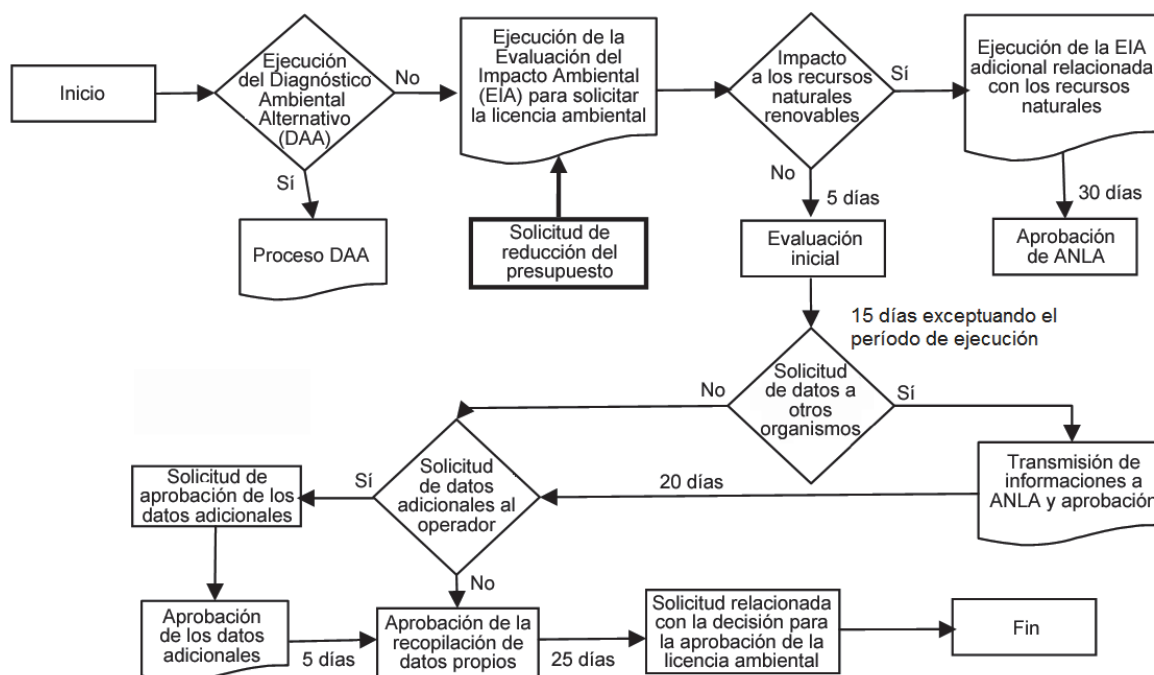 Inicio
Ejecución
del Diagnóstico
Ambiental
Alternativo
(DAA)
No
Sí
Proceso DAA
Ejecución de la
Evaluación del
Impacto Ambiental
(EIA) para solicitar
la licencia ambiental
Solicitud de
reducción del
presupuesto
Impacto
a los recursos
naturales
renovables
Sí
No
Ejecución de la EIA
adicional relacionada
con los recursos
naturales
30 días
Aprobación
de ANLA
5 días
Evaluación
inicial
15 días exceptuando el
período de ejecución
Solicitud
de datos a
otros
organismos
No
Sí
Transmisión de
informaciones a
ANLA y aprobación
20 días
Solicitud
de datos
adicionales al
operador
Sí
No
Solicitud de
aprobación de los
datos adicionales
Aprobación
de los datos
adicionales
5 días
Aprobación de la
recopilación de
datos propios
25 días
Solicitud relacionada
con la decisión para
la aprobación de la
licencia ambiental
Fin